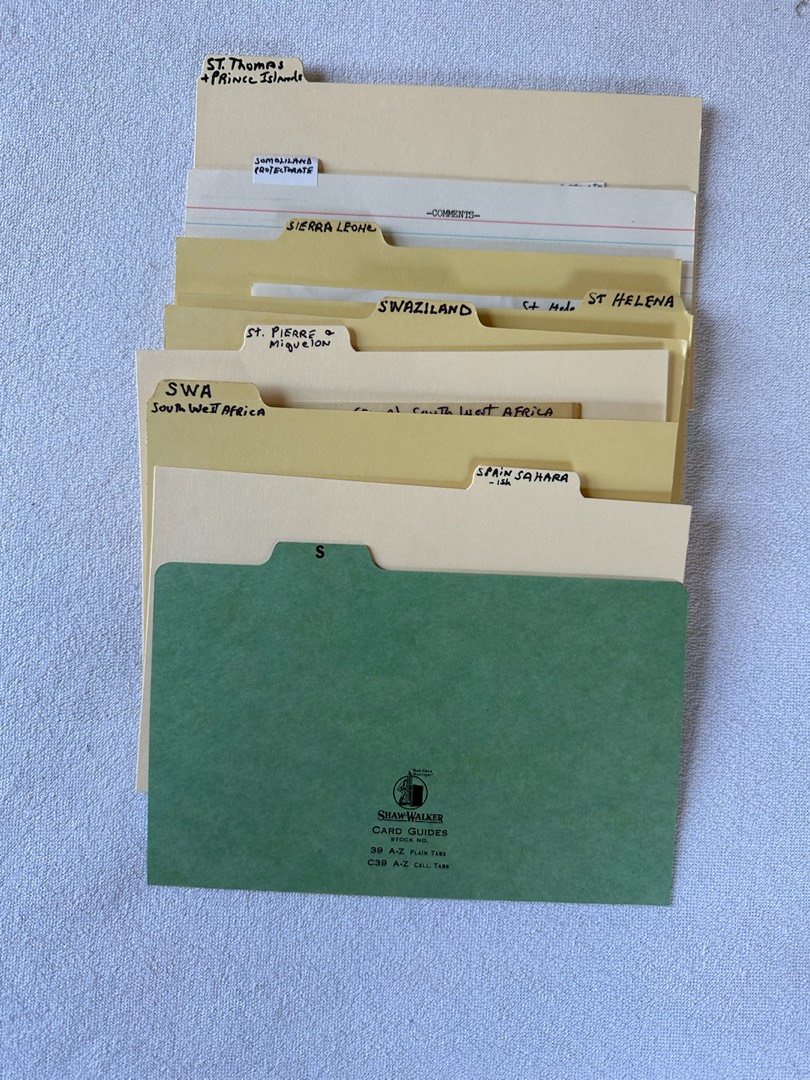 ST. Thomas
+ PRINCE Islands
SOMALILAND
PROTECTORATE
—COMMENTS—
SIERRA LEONE
ST HELENA
SWAZILAND
ST. PIERRE &
MIQUELON
SWA
South West AFRICA
South West AFRICA
SPAIN SAHARA
-ish
S
SHAW-WALKER
CARD GUIDES
STOCK NO.
39 A-Z PLAIN TABS
C39 A-Z CELL. TABS